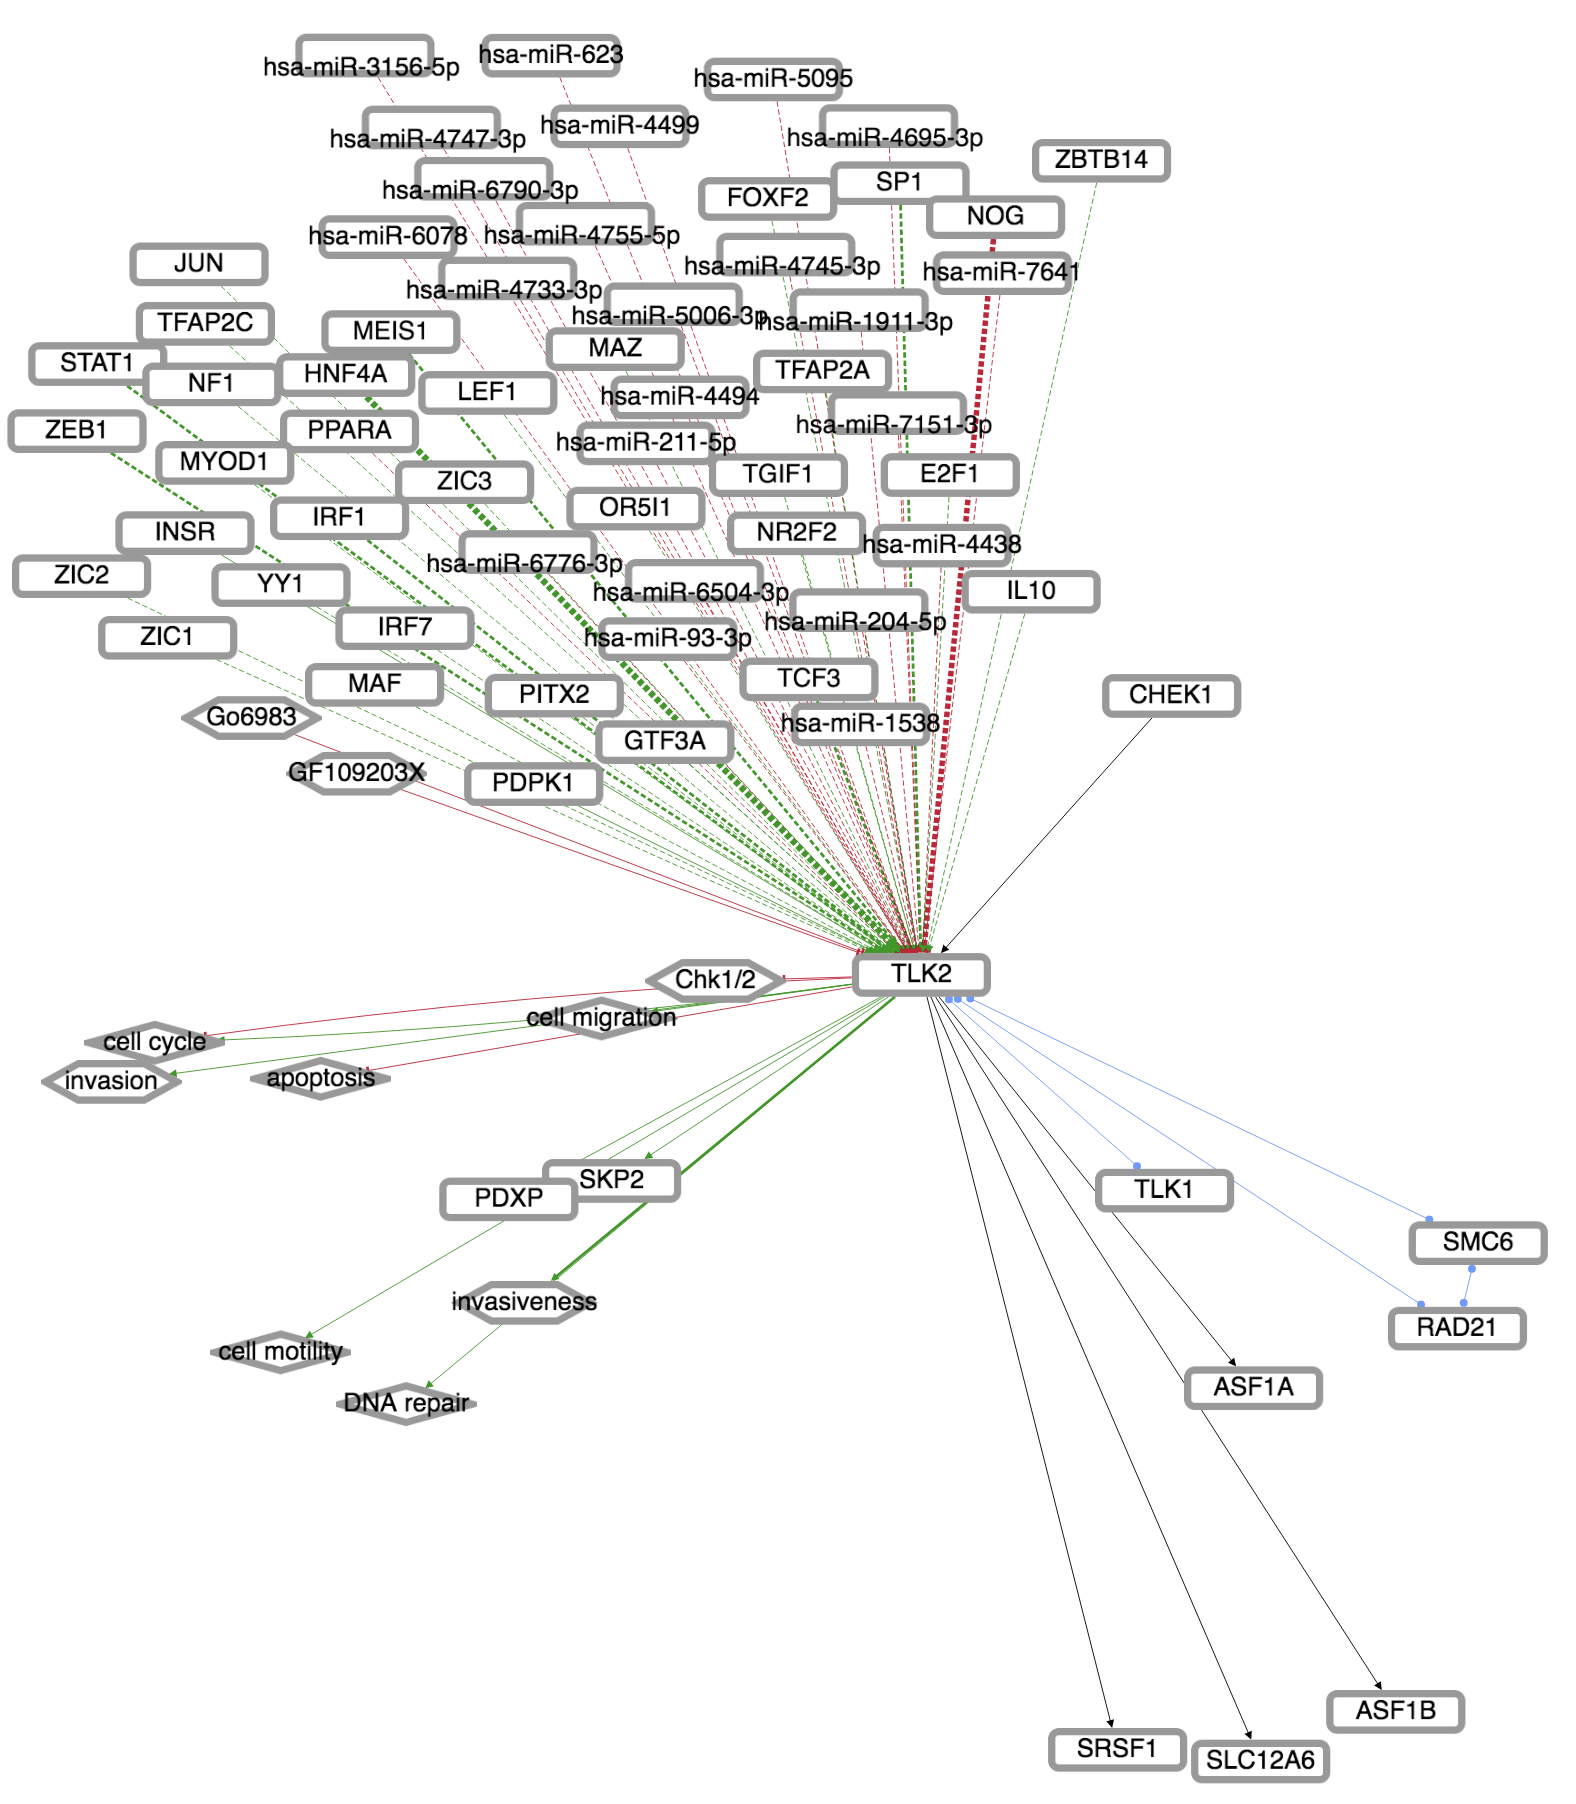 hsa-miR-3156-5p
hsa-miR-623
hsa-miR-5095
hsa-miR-4747-3p
hsa-miR-4499
hsa-miR-4695-3p
ZBTB14
hsa-miR-6790-3p
FOXF2
SP1
NOG
hsa-miR-6078
hsa-miR-4755-5p
JUN
hsa-miR-4745-3p
hsa-miR-7641
hsa-miR-4733-3p
hsa-miR-5006-3p
hsa-miR-1911-3p
TFAP2C
MEIS1
MAZ
STAT1
NF1
HNF4A
LEF1
TFAP2A
hsa-miR-4494
ZEB1
PPARA
hsa-miR-211-5p
hsa-miR-7151-3p
MYOD1
ZIC3
TGIF1
E2F1
IRF1
OR5I1
INSR
NR2F2
hsa-miR-4438
hsa-miR-6776-3p
ZIC2
YY1
hsa-miR-6504-3p
IL10
ZIC1
IRF7
hsa-miR-93-3p
hsa-miR-204-5p
MAF
PITX2
TCF3
CHEK1
Go6983
GTF3A
hsa-miR-1538
GF109203X
PDPK1
TLK2
Chk1/2
cell migration
cell cycle
invasion
apoptosis
SKP2
PDXP
TLK1
SMC6
invasiveness
RAD21
cell motility
DNA repair
ASF1A
ASF1B
SRSF1
SLC12A6